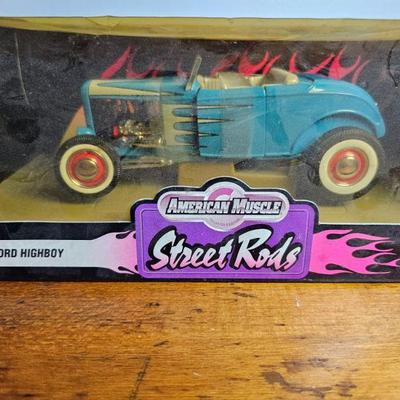 AMERICAN MUSCLE
Street Rods
ORD HIGHBOY